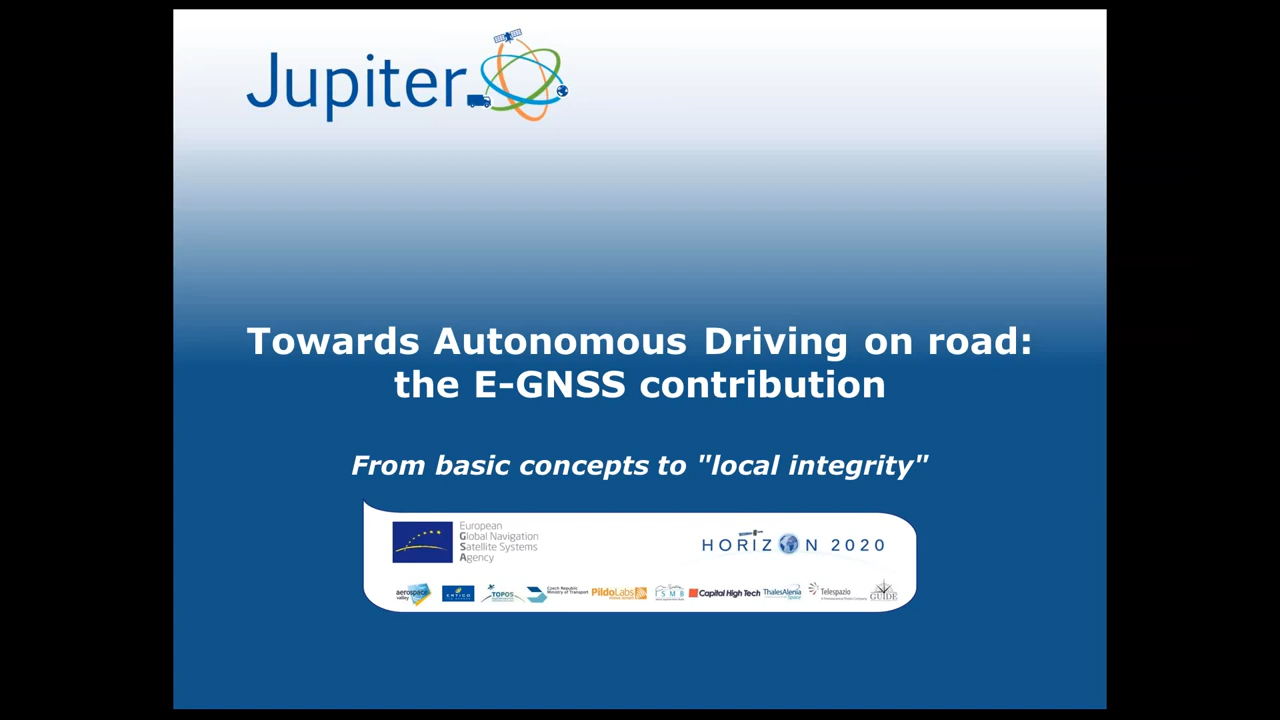 Jupiter
Towards Autonomous Driving on road:
the E-GNSS contribution
From basic concepts to "local integrity"
European
Global Navigation
Satellite Systems
Agency
HORIZON 2020
aerospace
valley
ERTICO
TOPOS
Czech Republic
Ministry of Transport
PildoLabs
ISMB
Capital High Tech
ThalesAlenia
Space
Telespazio
GUIDE